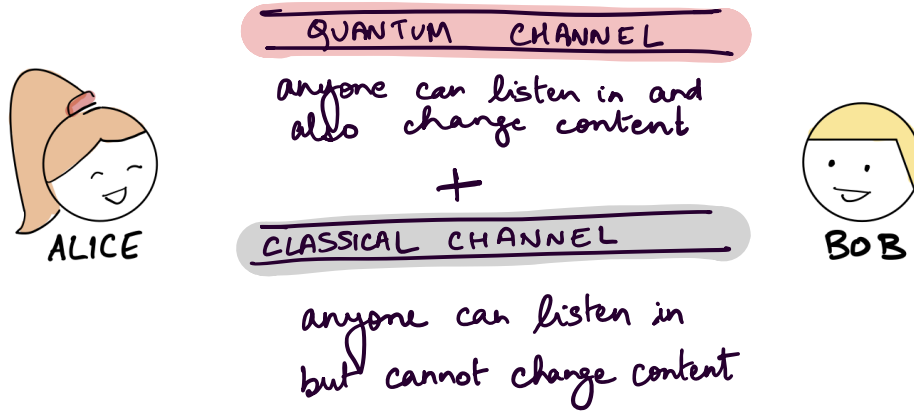 QUANTUM CHANNEL
anyone can listen in and
also change content
+
ALICE
BOB
CLASSICAL CHANNEL
anyone can listen in
but cannot change content